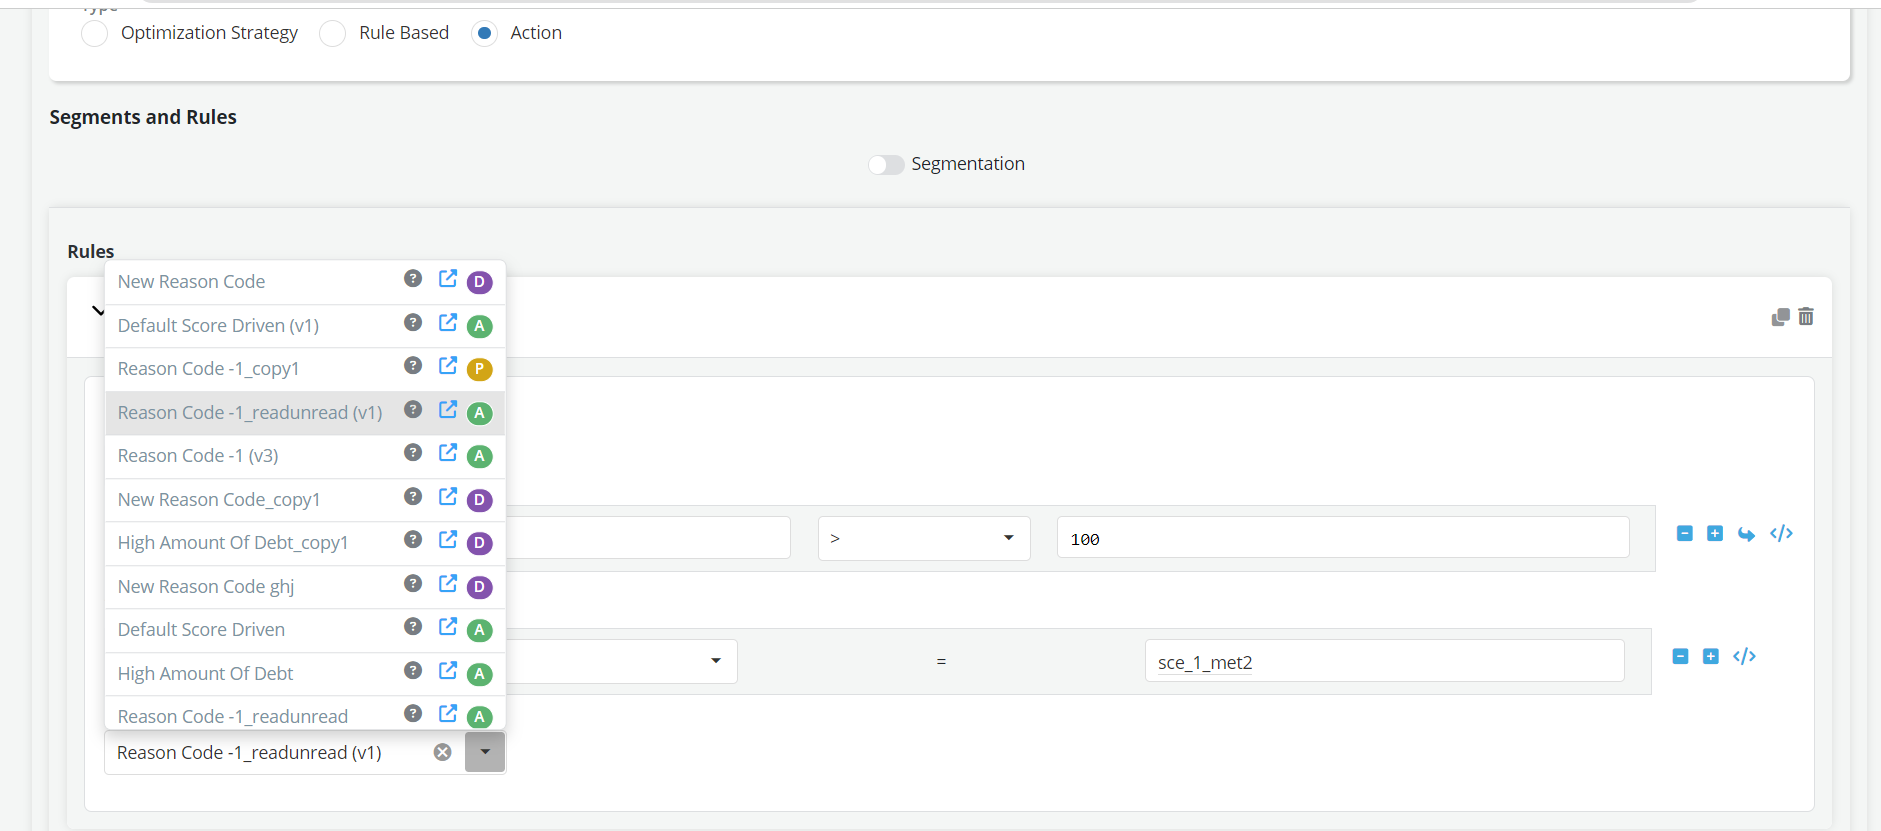 Type
Optimization Strategy Rule Based Action
Segments and Rules
Segmentation
Rules
New Reason Code ? D
Default Score Driven (v1) ? A
Reason Code -1_copy1 ? P
Reason Code -1_readunread (v1) ? A
Reason Code -1 (v3) ? A
New Reason Code_copy1 ? D
High Amount Of Debt_copy1 ? D
> 100
New Reason Code ghj ? D
Default Score Driven ? A
High Amount Of Debt ? A
= sce_1_met2
Reason Code -1_readunread ? A
Reason Code -1_readunread (v1)